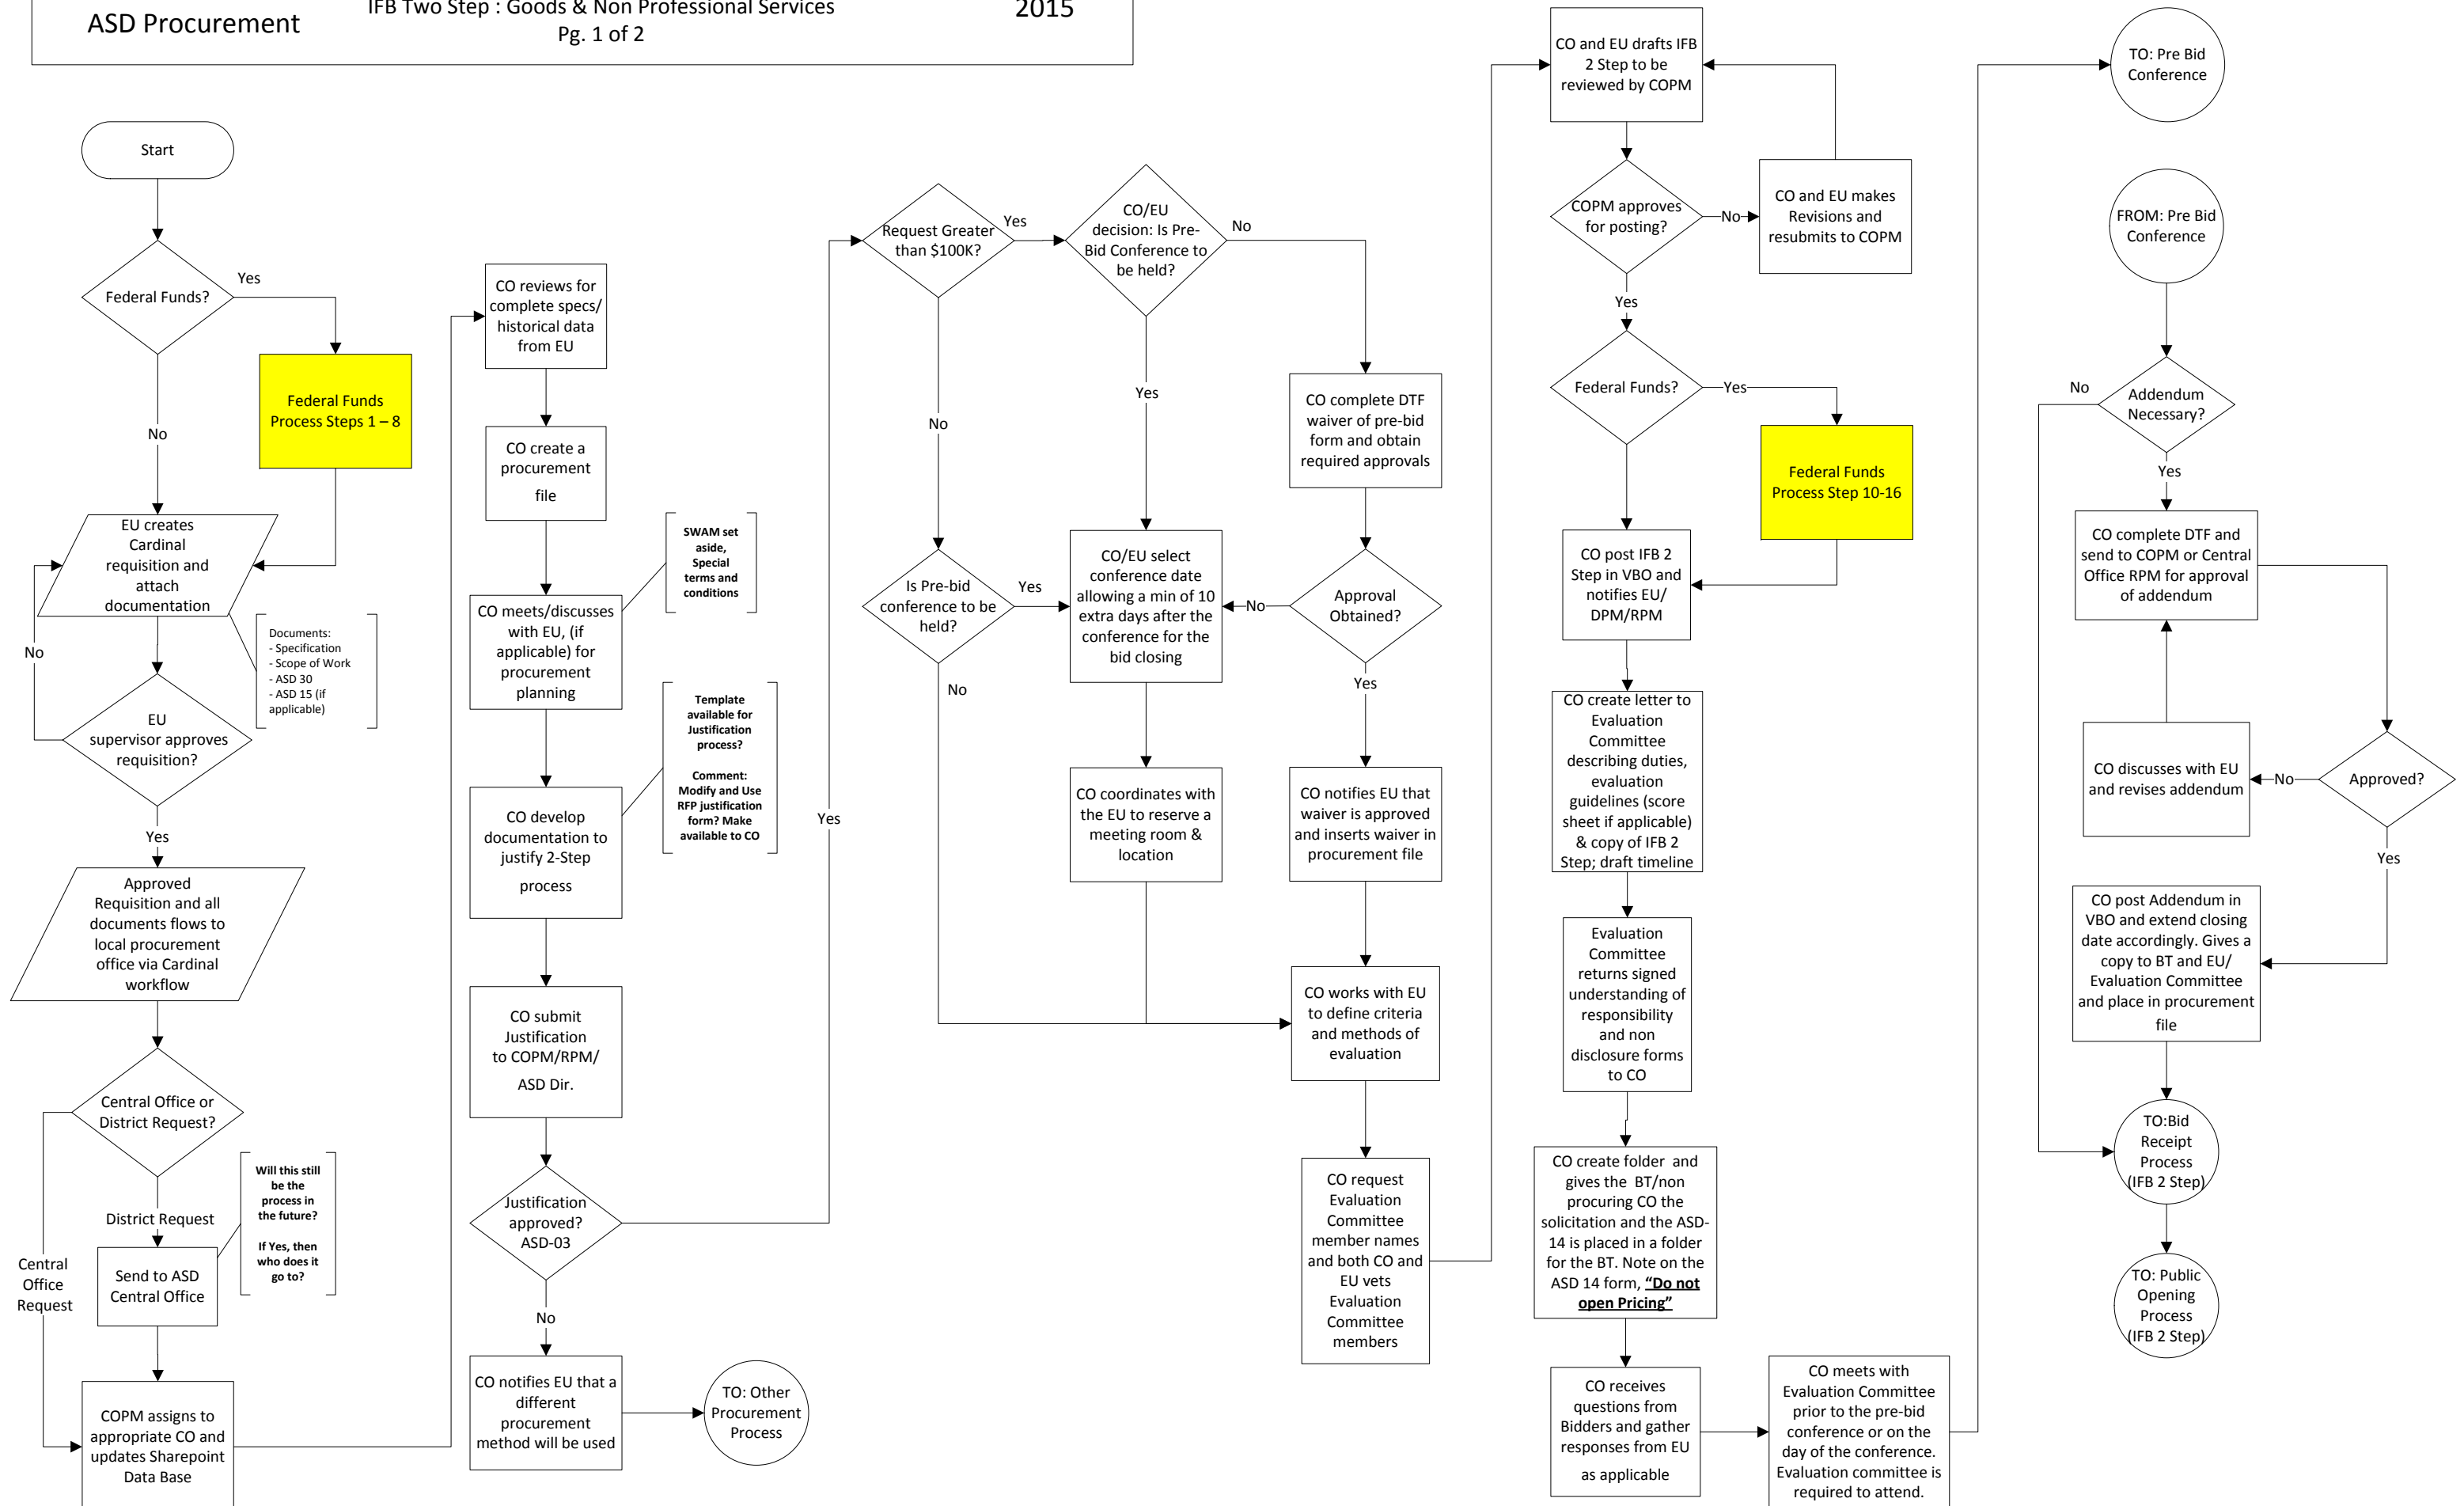 ASD Procurement
IFB Two Step : Goods & Non Professional Services
Pg. 1 of 2
2015
Start
Federal Funds?
Yes
Federal Funds
Process Steps 1 – 8
No
EU creates
Cardinal
requisition and
attach
documentation
Documents:
- Specification
- Scope of Work
- ASD 30
- ASD 15 (if
applicable)
No
EU
supervisor approves
requisition?
Yes
Approved
Requisition and all
documents flows to
local procurement
office via Cardinal
workflow
Central Office or
District Request?
District Request
Central
Office
Request
Will this still
be the
process in
the future?
If Yes, then
who does it
go to?
Send to ASD
Central Office
COPM assigns to
appropriate CO and
updates Sharepoint
Data Base
CO reviews for
complete specs/
historical data
from EU
CO create a
procurement
file
SWAM set
aside,
Special
terms and
conditions
CO meets/discusses
with EU, (if
applicable) for
procurement
planning
Template
available for
Justification
process?
Comment:
Modify and Use
RFP justification
form? Make
available to CO
CO develop
documentation to
justify 2-Step
process
CO submit
Justification
to COPM/RPM/
ASD Dir.
Justification
approved?
ASD-03
Yes
No
CO notifies EU that a
different
procurement
method will be used
TO: Other
Procurement
Process
Request Greater
than $100K?
Yes
CO/EU
decision: Is Pre-
Bid Conference to
be held?
No
No
Yes
CO complete DTF
waiver of pre-bid
form and obtain
required approvals
Is Pre-bid
conference to be
held?
Yes
CO/EU select
conference date
allowing a min of 10
extra days after the
conference for the
bid closing
No
Approval
Obtained?
No
Yes
CO coordinates with
the EU to reserve a
meeting room &
location
CO notifies EU that
waiver is approved
and inserts waiver in
procurement file
CO works with EU
to define criteria
and methods of
evaluation
CO request
Evaluation
Committee
member names
and both CO and
EU vets
Evaluation
Committee
members
CO and EU drafts IFB
2 Step to be
reviewed by COPM
COPM approves
for posting?
No
CO and EU makes
Revisions and
resubmits to COPM
Yes
Federal Funds?
Yes
Federal Funds
Process Step 10-16
CO post IFB 2
Step in VBO and
notifies EU/
DPM/RPM
CO create letter to
Evaluation
Committee
describing duties,
evaluation
guidelines (score
sheet if applicable)
& copy of IFB 2
Step; draft timeline
Evaluation
Committee
returns signed
understanding of
responsibility
and non
disclosure forms
to CO
CO create folder and
gives the BT/non
procuring CO the
solicitation and the ASD-
14 is placed in a folder
for the BT. Note on the
ASD 14 form, “Do not
open Pricing”
CO receives
questions from
Bidders and gather
responses from EU
as applicable
CO meets with
Evaluation Committee
prior to the pre-bid
conference or on the
day of the conference.
Evaluation committee is
required to attend.
TO: Pre Bid
Conference
FROM: Pre Bid
Conference
Addendum
Necessary?
No
Yes
CO complete DTF and
send to COPM or Central
Office RPM for approval
of addendum
CO discusses with EU
and revises addendum
No
Approved?
Yes
CO post Addendum in
VBO and extend closing
date accordingly. Gives a
copy to BT and EU/
Evaluation Committee
and place in procurement
file
TO:Bid
Receipt
Process
(IFB 2 Step)
TO: Public
Opening
Process
(IFB 2 Step)